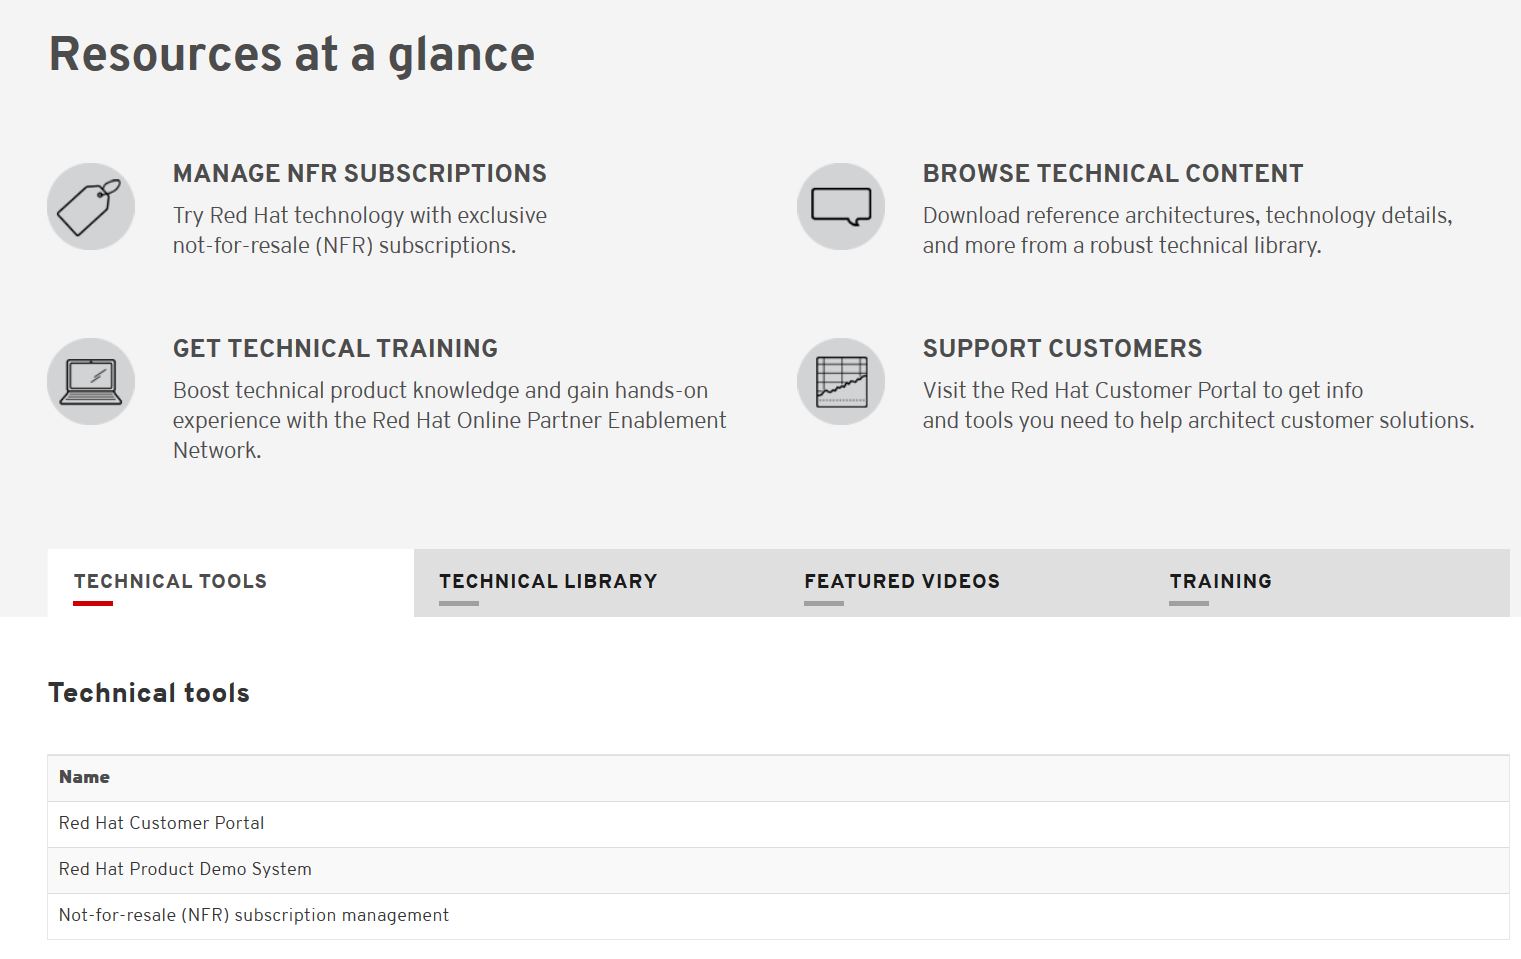 Resources at a glance
MANAGE NFR SUBSCRIPTIONS
Try Red Hat technology with exclusive
not-for-resale (NFR) subscriptions.
BROWSE TECHNICAL CONTENT
Download reference architectures, technology details,
and more from a robust technical library.
GET TECHNICAL TRAINING
Boost technical product knowledge and gain hands-on
experience with the Red Hat Online Partner Enablement
Network.
SUPPORT CUSTOMERS
Visit the Red Hat Customer Portal to get info
and tools you need to help architect customer solutions.
TECHNICAL TOOLS
TECHNICAL LIBRARY
FEATURED VIDEOS
TRAINING
Technical tools
Name
Red Hat Customer Portal
Red Hat Product Demo System
Not-for-resale (NFR) subscription management